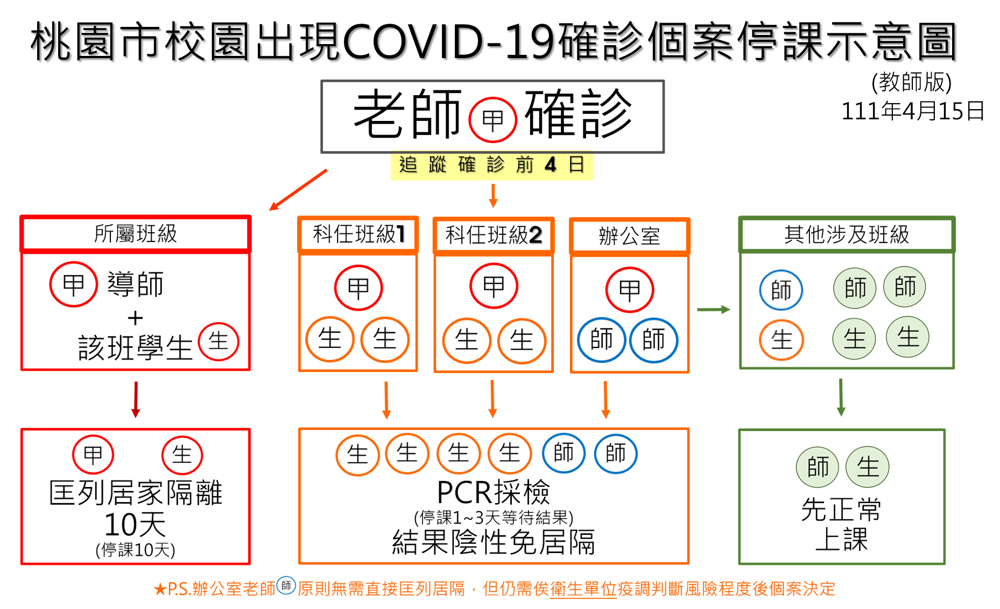 桃園市校園出現COVID-19確診個案停課示意圖
(教師版)
111年4月15日
老師甲確診
追蹤確診前4日
所屬班級
甲 導師
+
該班學生 生
科任班級1
甲
生 生
科任班級2
甲
生 生
辦公室
甲
師 師
其他涉及班級
師 師 師
生 生 生
甲 生
匡列居家隔離
10天
(停課10天)
生 生 生 生 師 師
PCR採檢
(停課1~3天等待結果)
結果陰性免居隔
師 生
先正常
上課
★P.S.辦公室老師師原則無需直接匡列居隔，但仍需俟衛生單位疫調判斷風險程度後個案決定